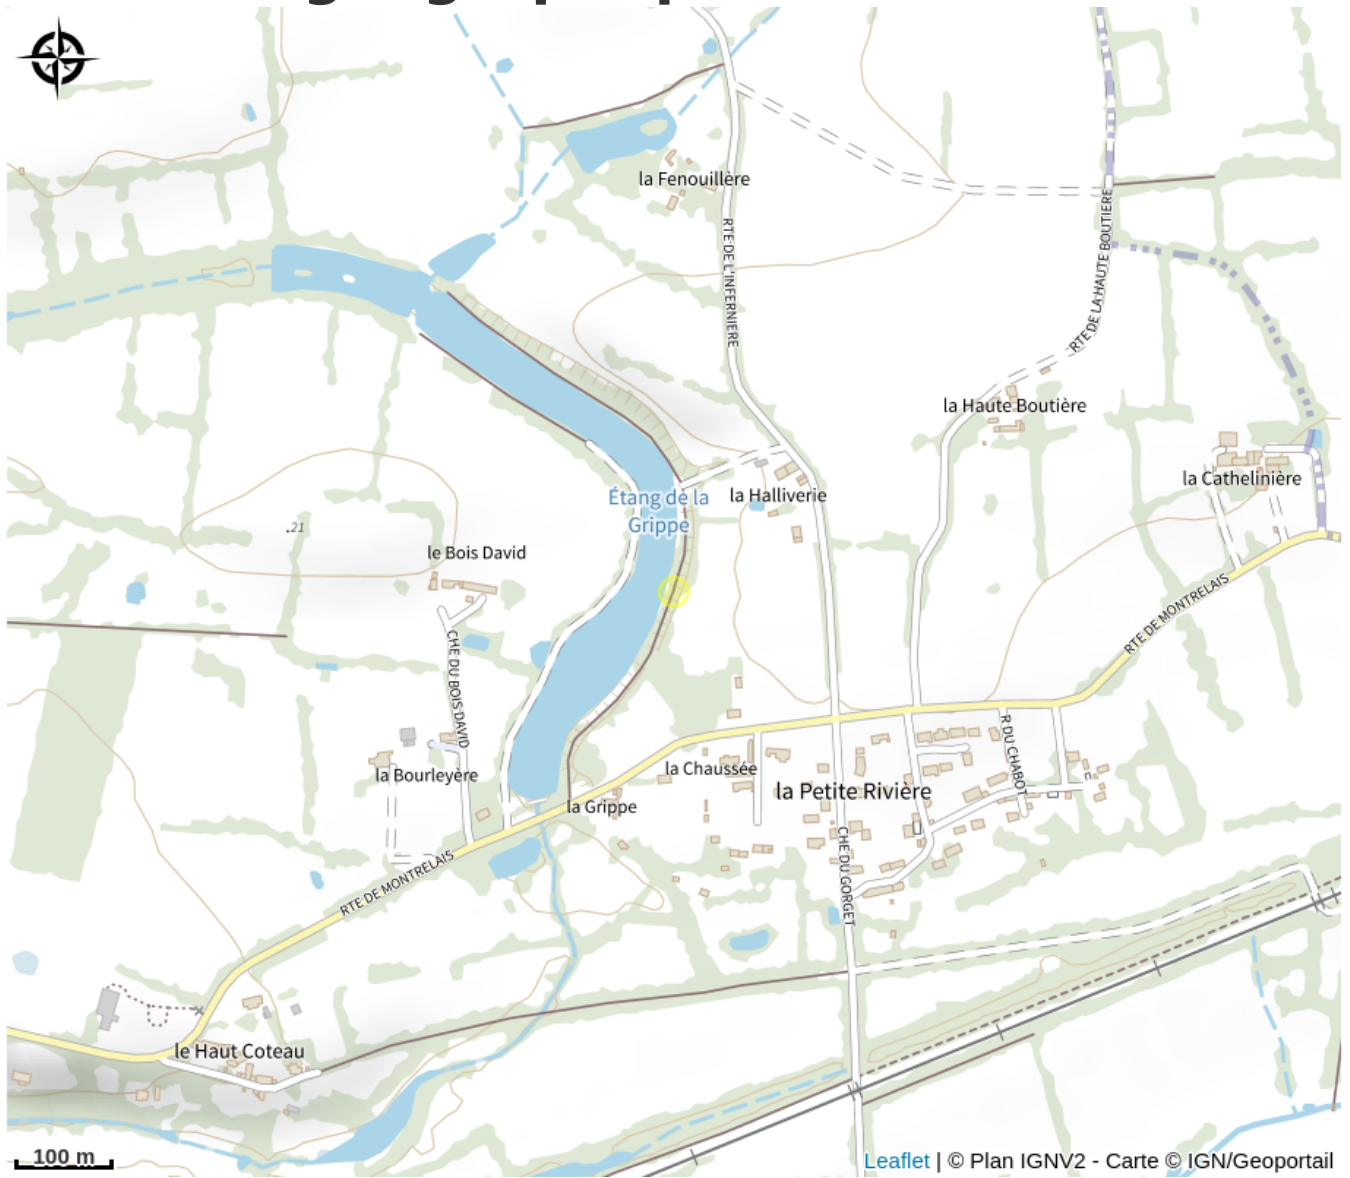 la Fenouillère
RTE DE L'INFERNIERE
RTE DE LA HAUTE BOUTIERE
la Haute Boutière
la Cathelinière
Étang de la
Grippe
la Halliverie
.21
le Bois David
CHE DU BOIS DAVID
RTE DE MONTRELAIS
R DU CHABOT
la Bourleyère
la Chaussée
la Petite Rivière
la Grippe
CHE DU GORGET
RTE DE MONTRELAIS
le Haut Coteau
100 m
Leaflet | © Plan IGNV2 - Carte © IGN/Geoportail